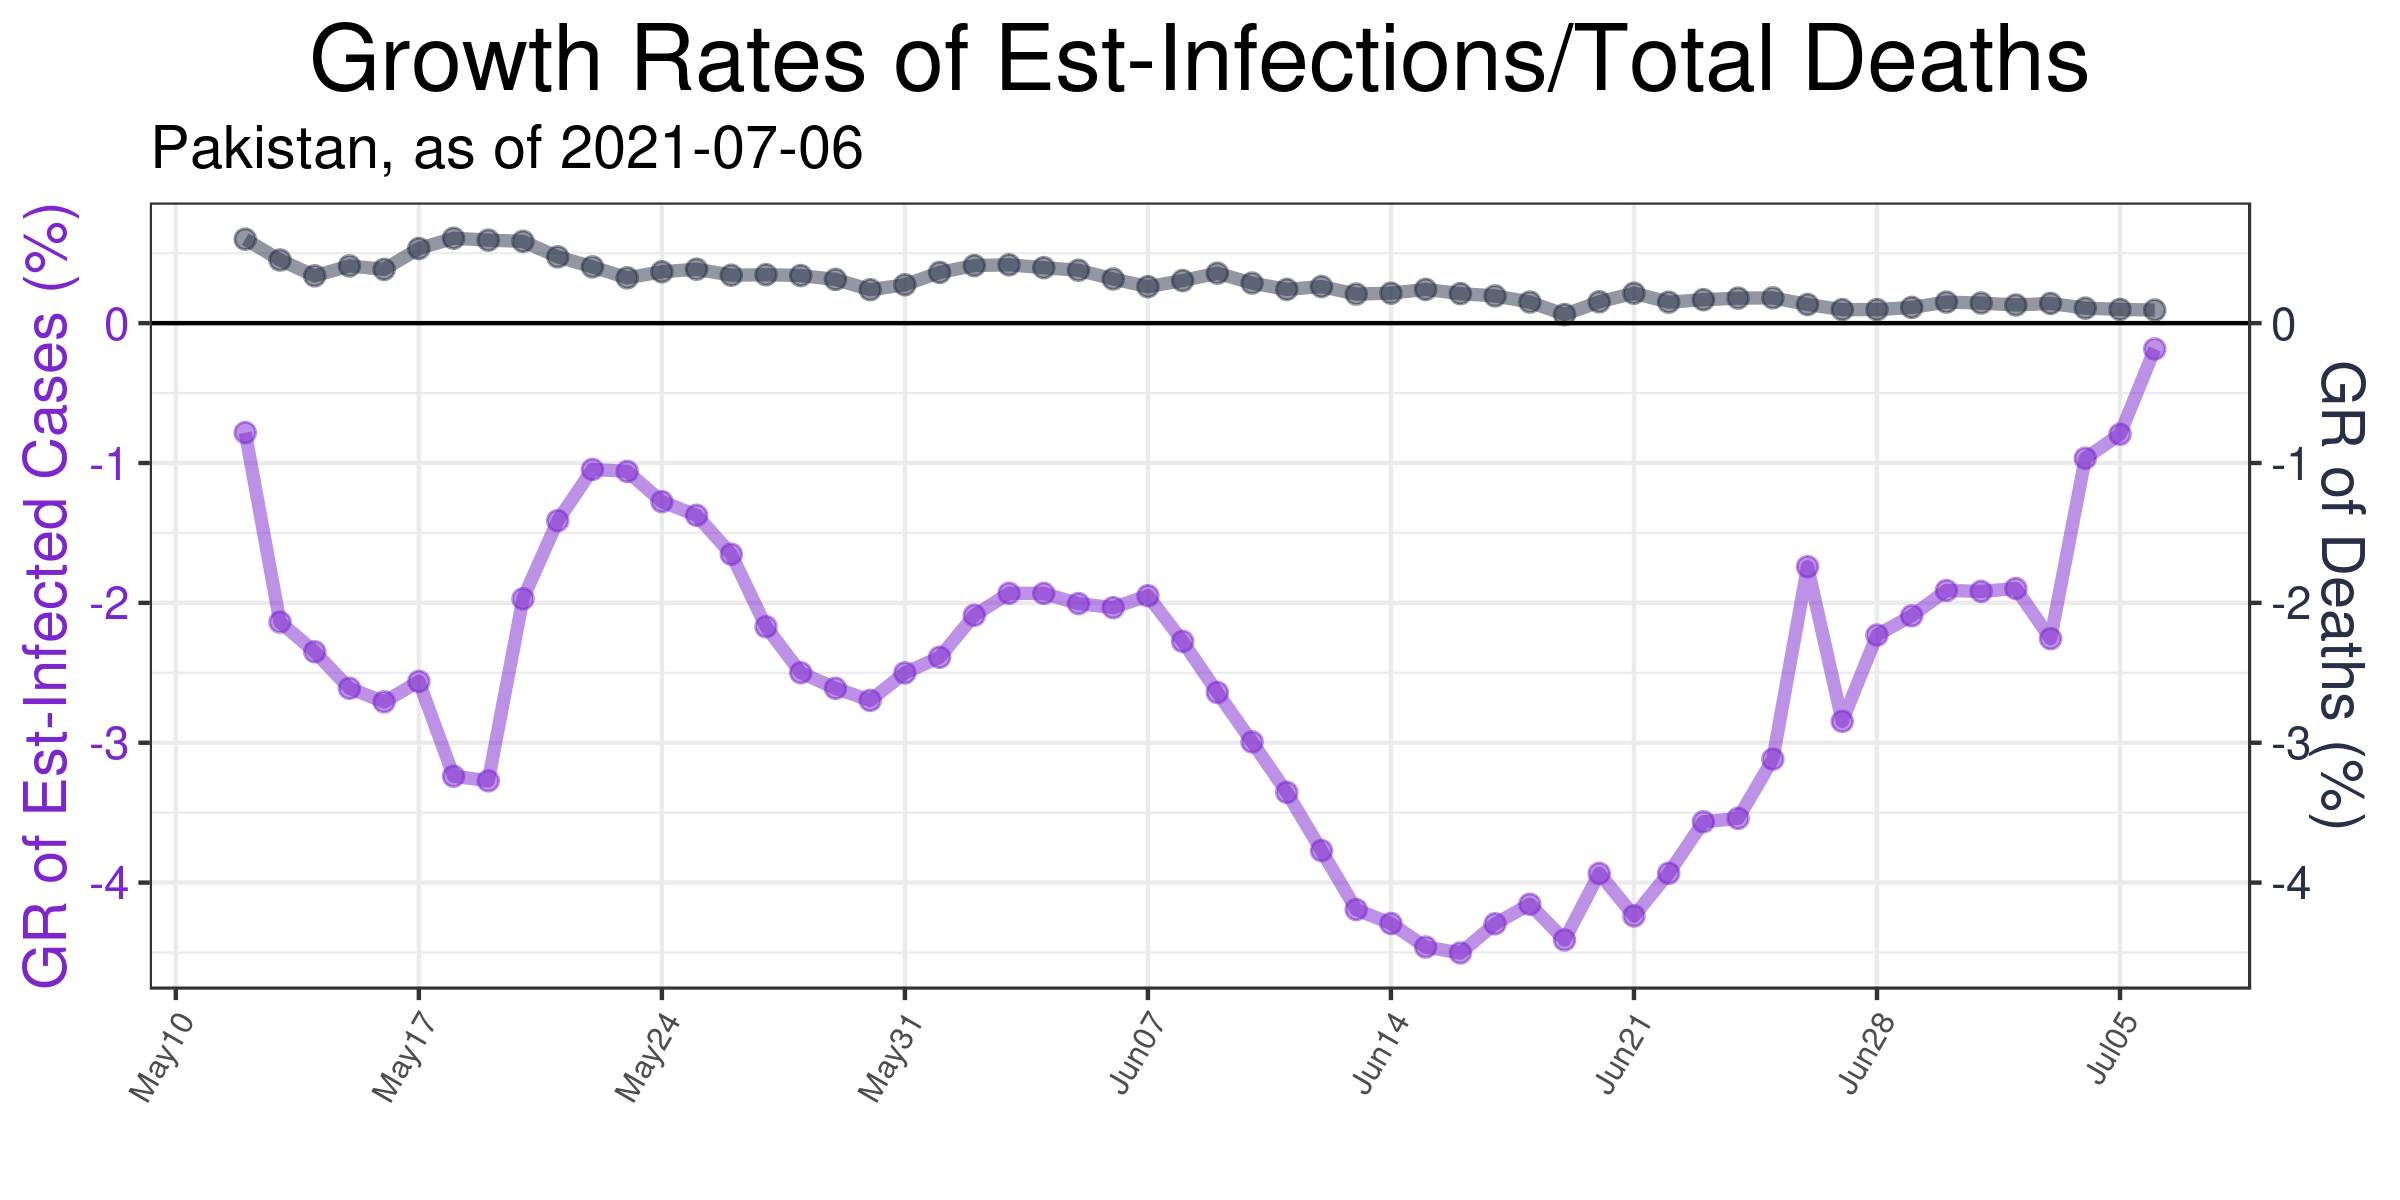 Growth Rates of Est-Infections/Total Deaths
Pakistan, as of 2021-07-06
GR of Est-Infected Cases (%)
0
-1
-2
-3
-4
0
-1
-2
-3
-4
GR of Deaths (%)
May10
May17
May24
May31
Jun07
Jun14
Jun21
Jun28
Jul05